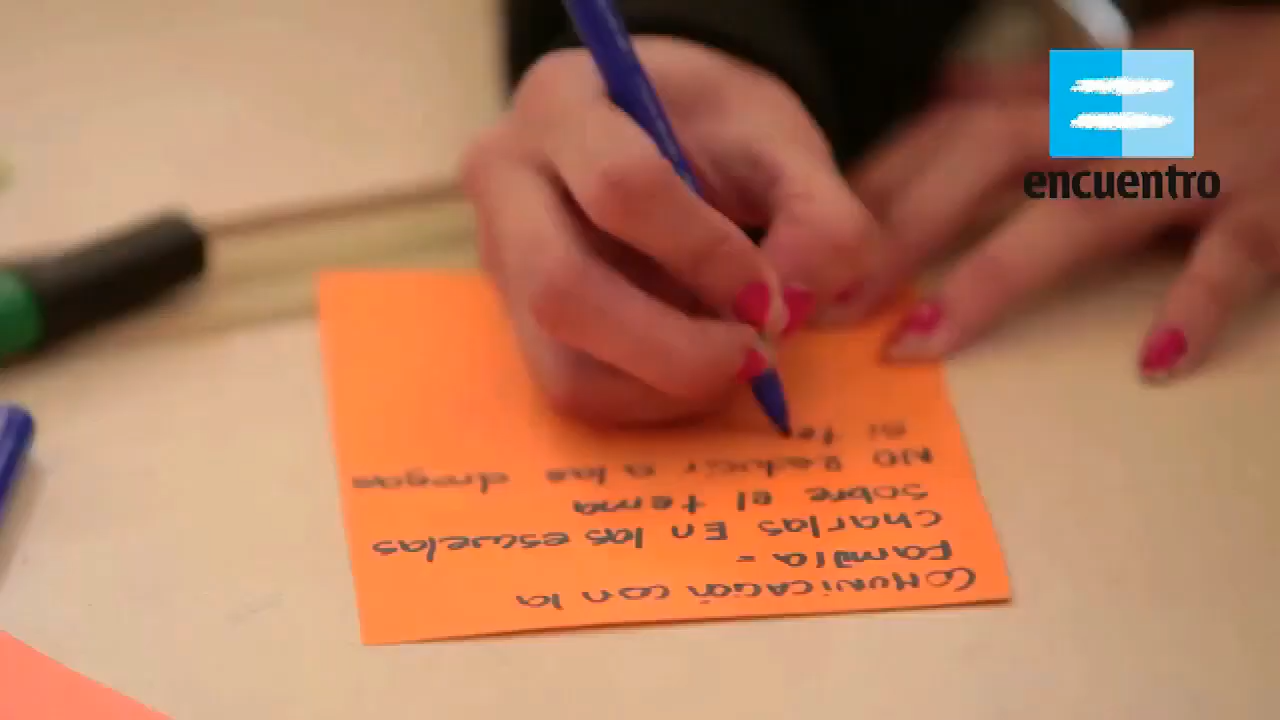 encuentro
Comunicación con la
Familia -
charlas En las escuelas
sobre el tema
NO Reducir a las drogas